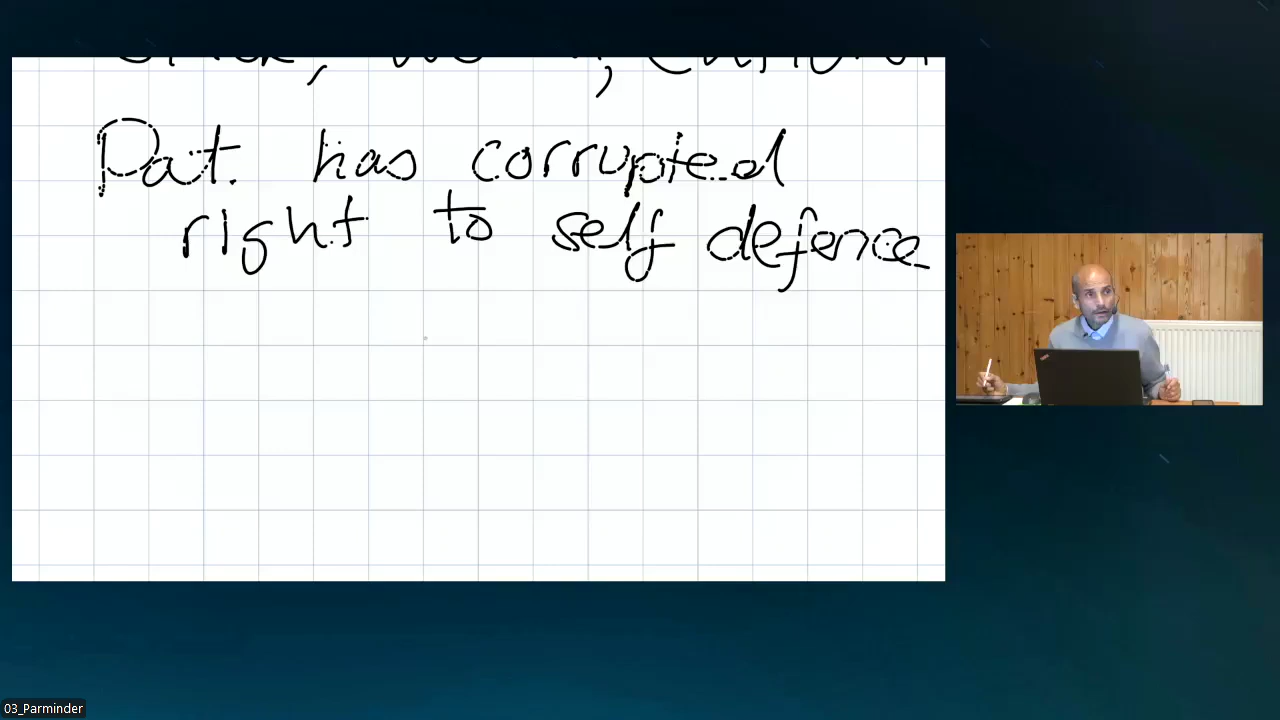 Pat. has corrupted
right to self defence
03_Parminder